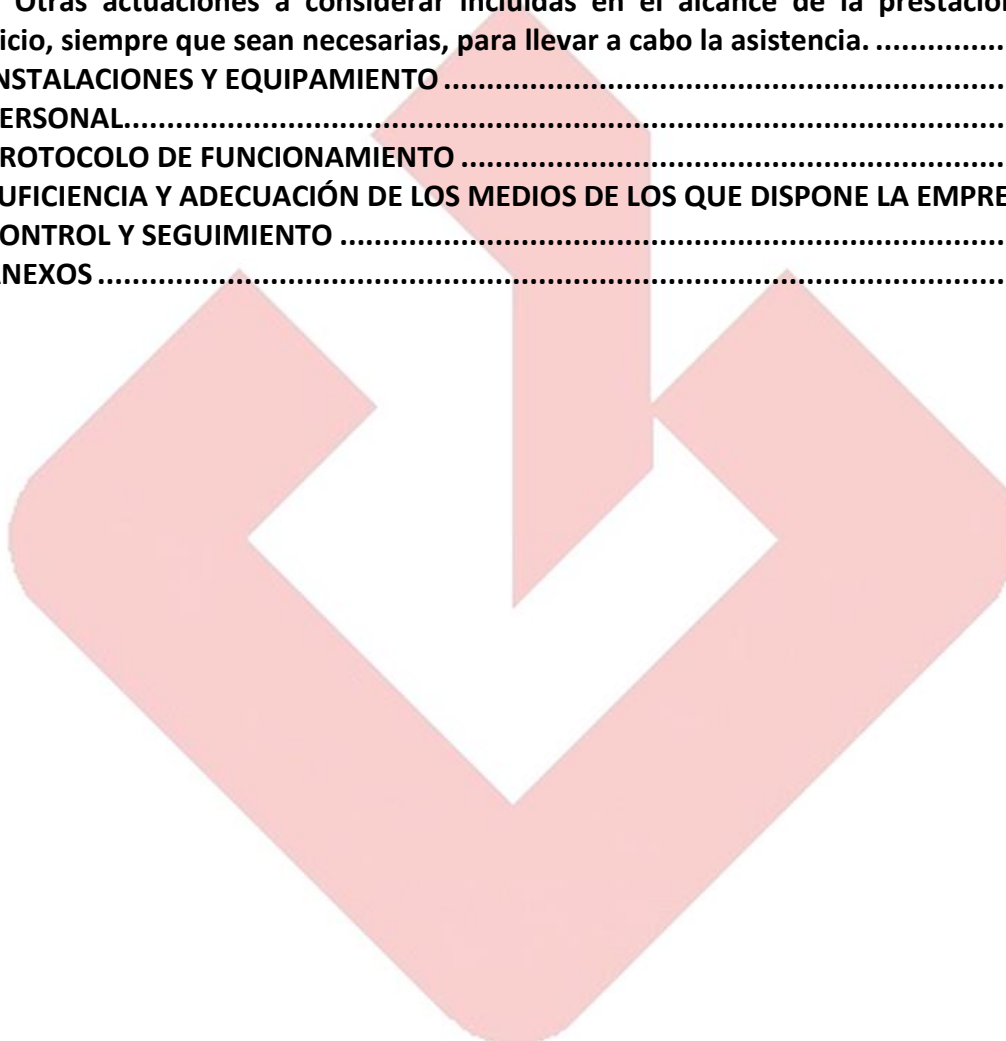 Otras actuaciones a considerar incluidas en el alcance de la prestación
icio, siempre que sean necesarias, para llevar a cabo la asistencia. ................
NSTALACIONES Y EQUIPAMIENTO ................................................................
ERSONAL................................................................................................
ROTOCOLO DE FUNCIONAMIENTO ..............................................................
UFICIENCIA Y ADECUACIÓN DE LOS MEDIOS DE LOS QUE DISPONE LA EMPRE
ONTROL Y SEGUIMIENTO ............................................................................
NEXOS ...................................................................................................